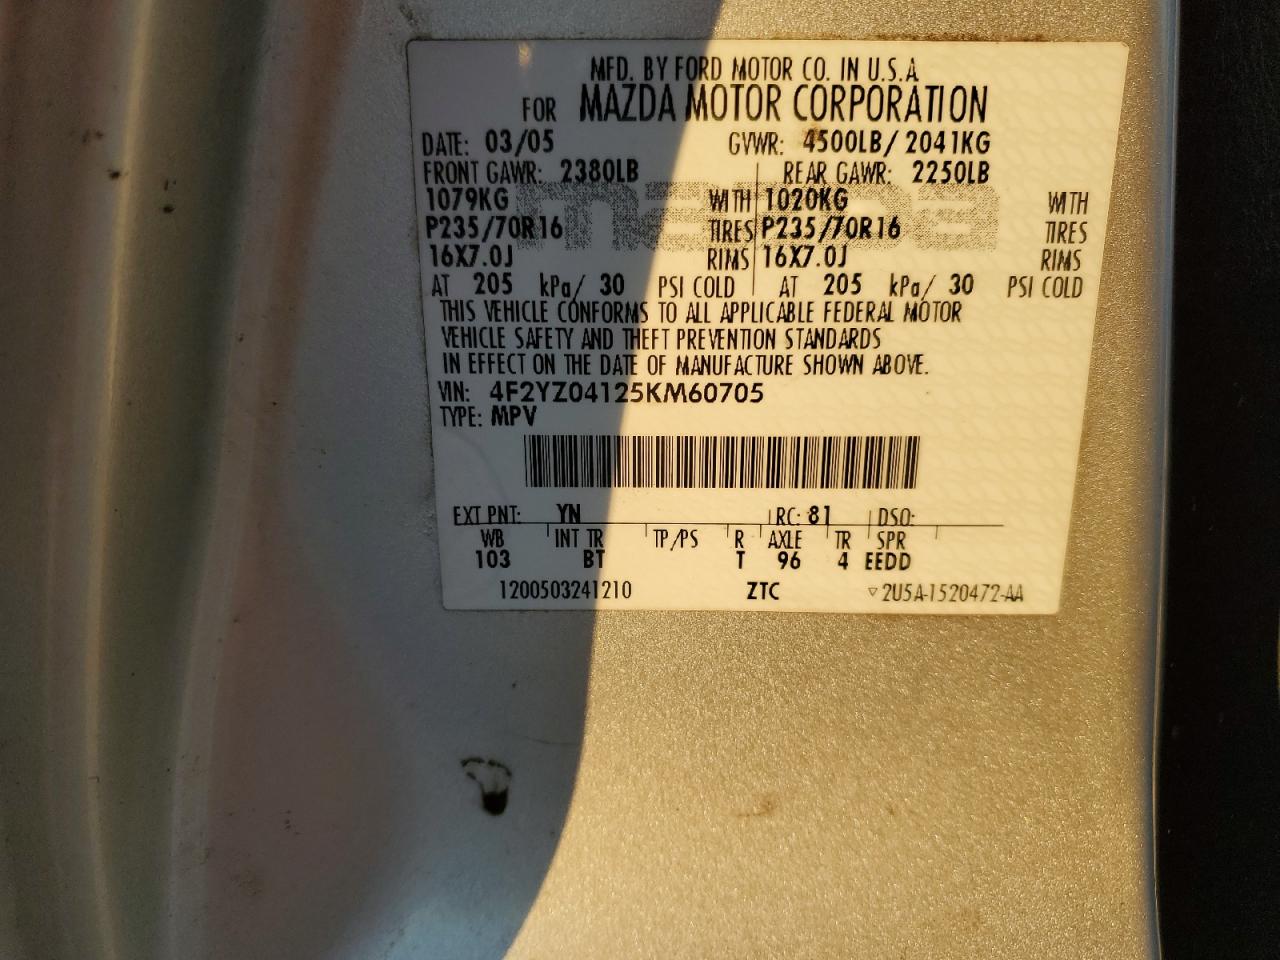 MFD. BY FORD MOTOR CO. IN U.S.A
FOR MAZDA MOTOR CORPORATION
DATE: 03/05 GVWR: 4500LB/ 2041KG
FRONT GAWR: 2380LB REAR GAWR: 2250LB
1079KG WITH 1020KG WITH
P235/70R16 TIRES P235/70R16 TIRES
16X7.0J RIMS 16X7.0J RIMS
AT 205 kPa/ 30 PSI COLD AT 205 kPa/ 30 PSI COLD
THIS VEHICLE CONFORMS TO ALL APPLICABLE FEDERAL MOTOR
VEHICLE SAFETY AND THEFT PREVENTION STANDARDS
IN EFFECT ON THE DATE OF MANUFACTURE SHOWN ABOVE.
VIN: 4F2YZ04125KM60705
TYPE: MPV
EXT PNT: YN RC: 81 DSO:
WB INT TR TP/PS R AXLE TR SPR
103 BT T 96 4 EEDD
1200503241210 ZTC ▽2U5A-1520472-AA
mazda